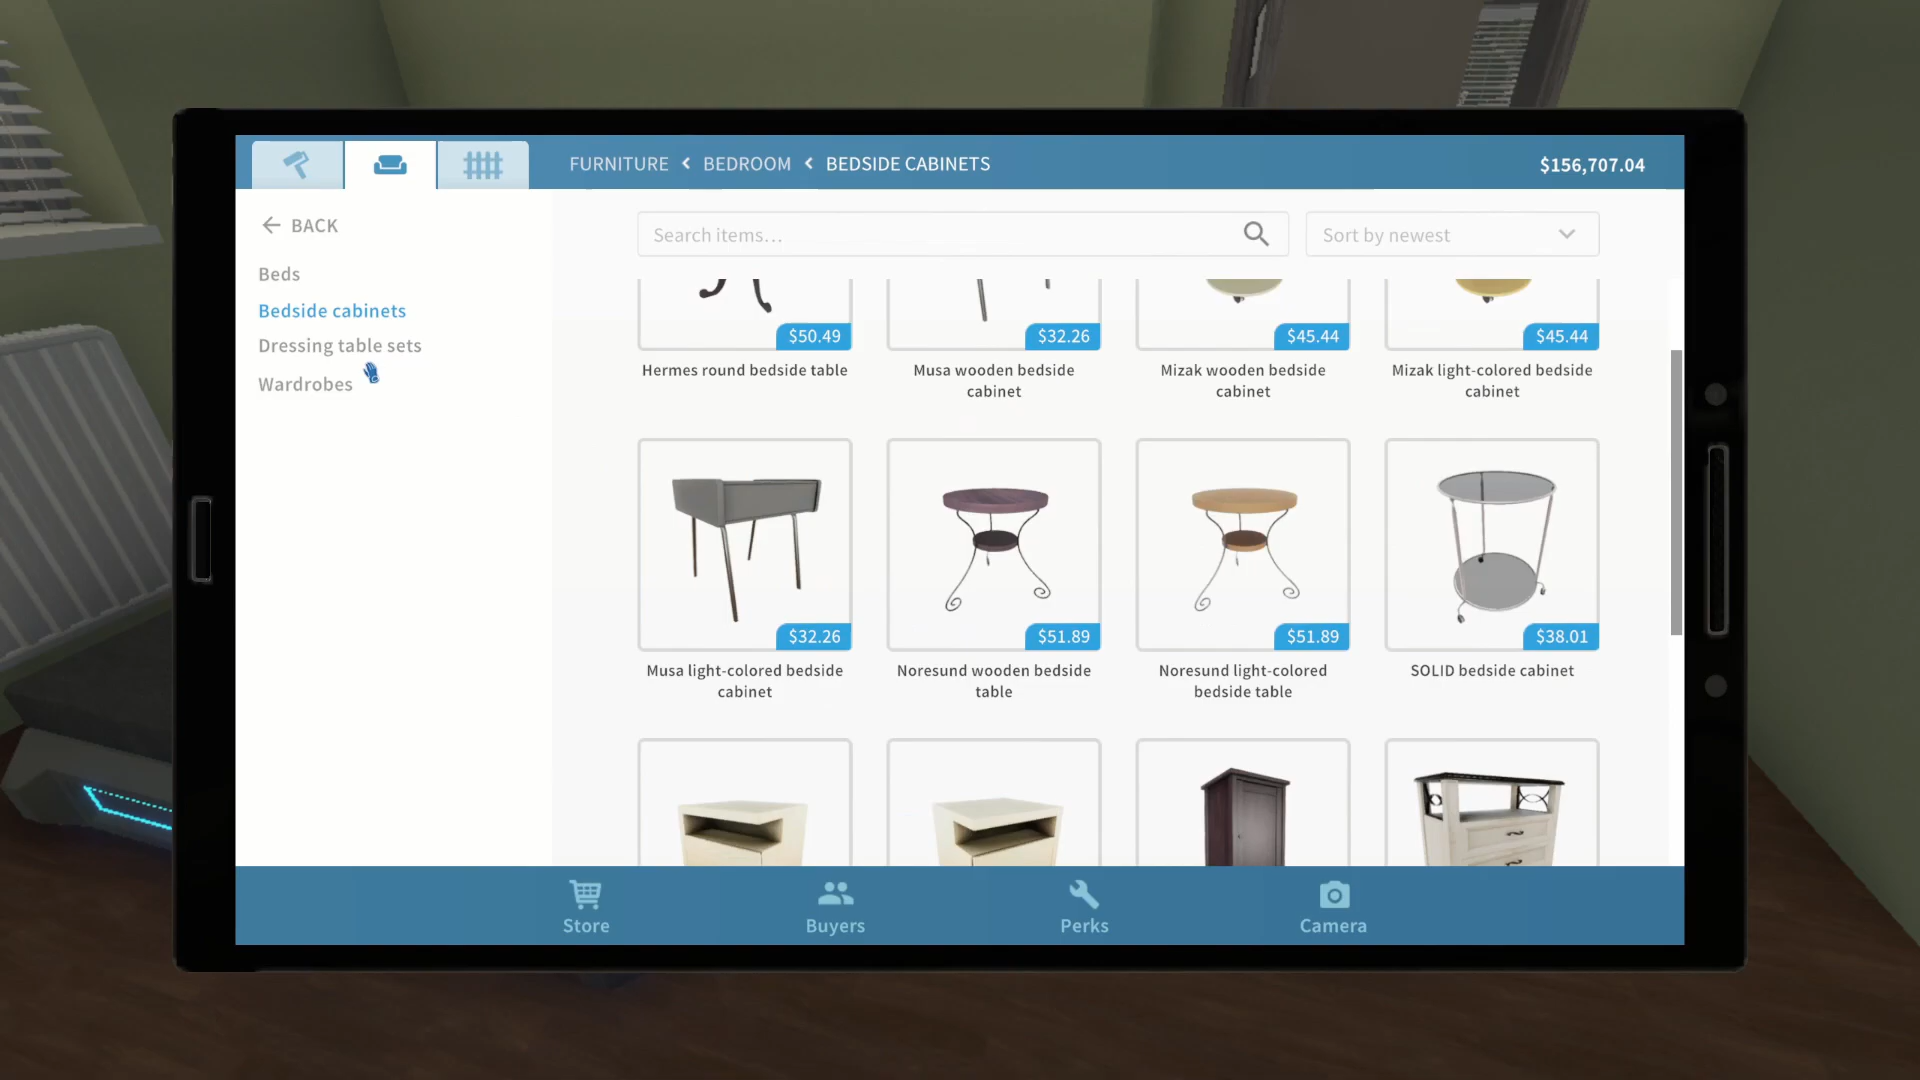 FURNITURE < BEDROOM < BEDSIDE CABINETS
$156,707.04
BACK
Beds
Bedside cabinets
Dressing table sets
Wardrobes
Search items...
Sort by newest
$50.49
$32.26
$45.44
$45.44
Hermes round bedside table
Musa wooden bedside
cabinet
Mizak wooden bedside
cabinet
Mizak light-colored bedside
cabinet
$32.26
$51.89
$51.89
$38.01
Musa light-colored bedside
cabinet
Noresund wooden bedside
table
Noresund light-colored
bedside table
SOLID bedside cabinet
Store
Buyers
Perks
Camera